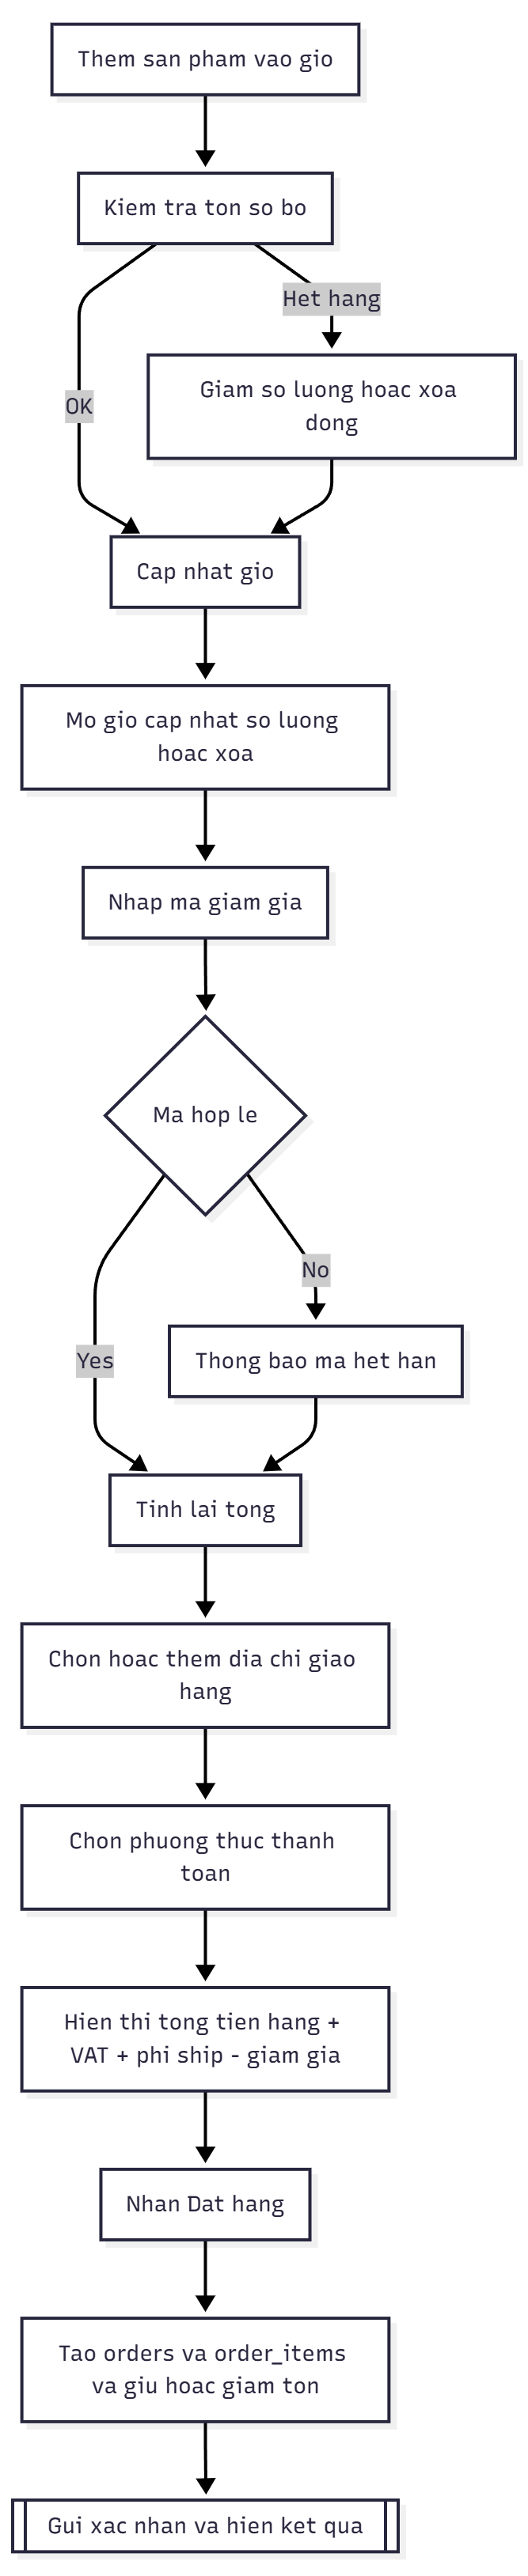 Them san pham vao gio
Kiem tra ton so bo
Het hang
OK
Giam so luong hoac xoa
dong
Cap nhat gio
Mo gio cap nhat so luong
hoac xoa
Nhap ma giam gia
Ma hop le
No
Yes
Thong bao ma het han
Tinh lai tong
Chon hoac them dia chi giao
hang
Chon phuong thuc thanh
toan
Hien thi tong tien hang +
VAT + phi ship - giam gia
Nhan Dat hang
Tao orders va order_items
va giu hoac giam ton
Gui xac nhan va hien ket qua